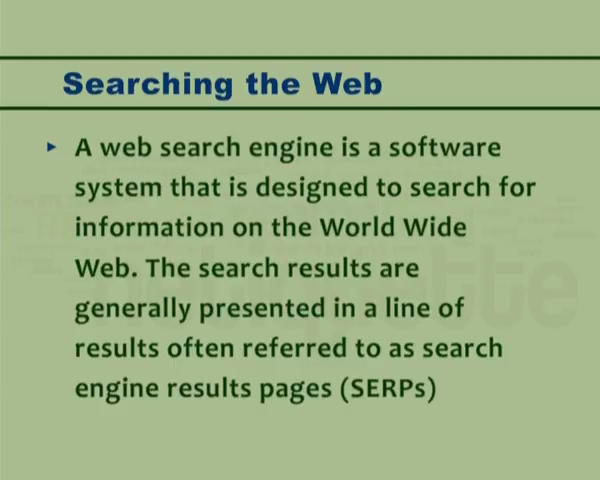 Searching the Web
A web search engine is a software
system that is designed to search for
information on the World Wide
Web. The search results are
generally presented in a line of
results often referred to as search
engine results pages (SERPs)
netiquette